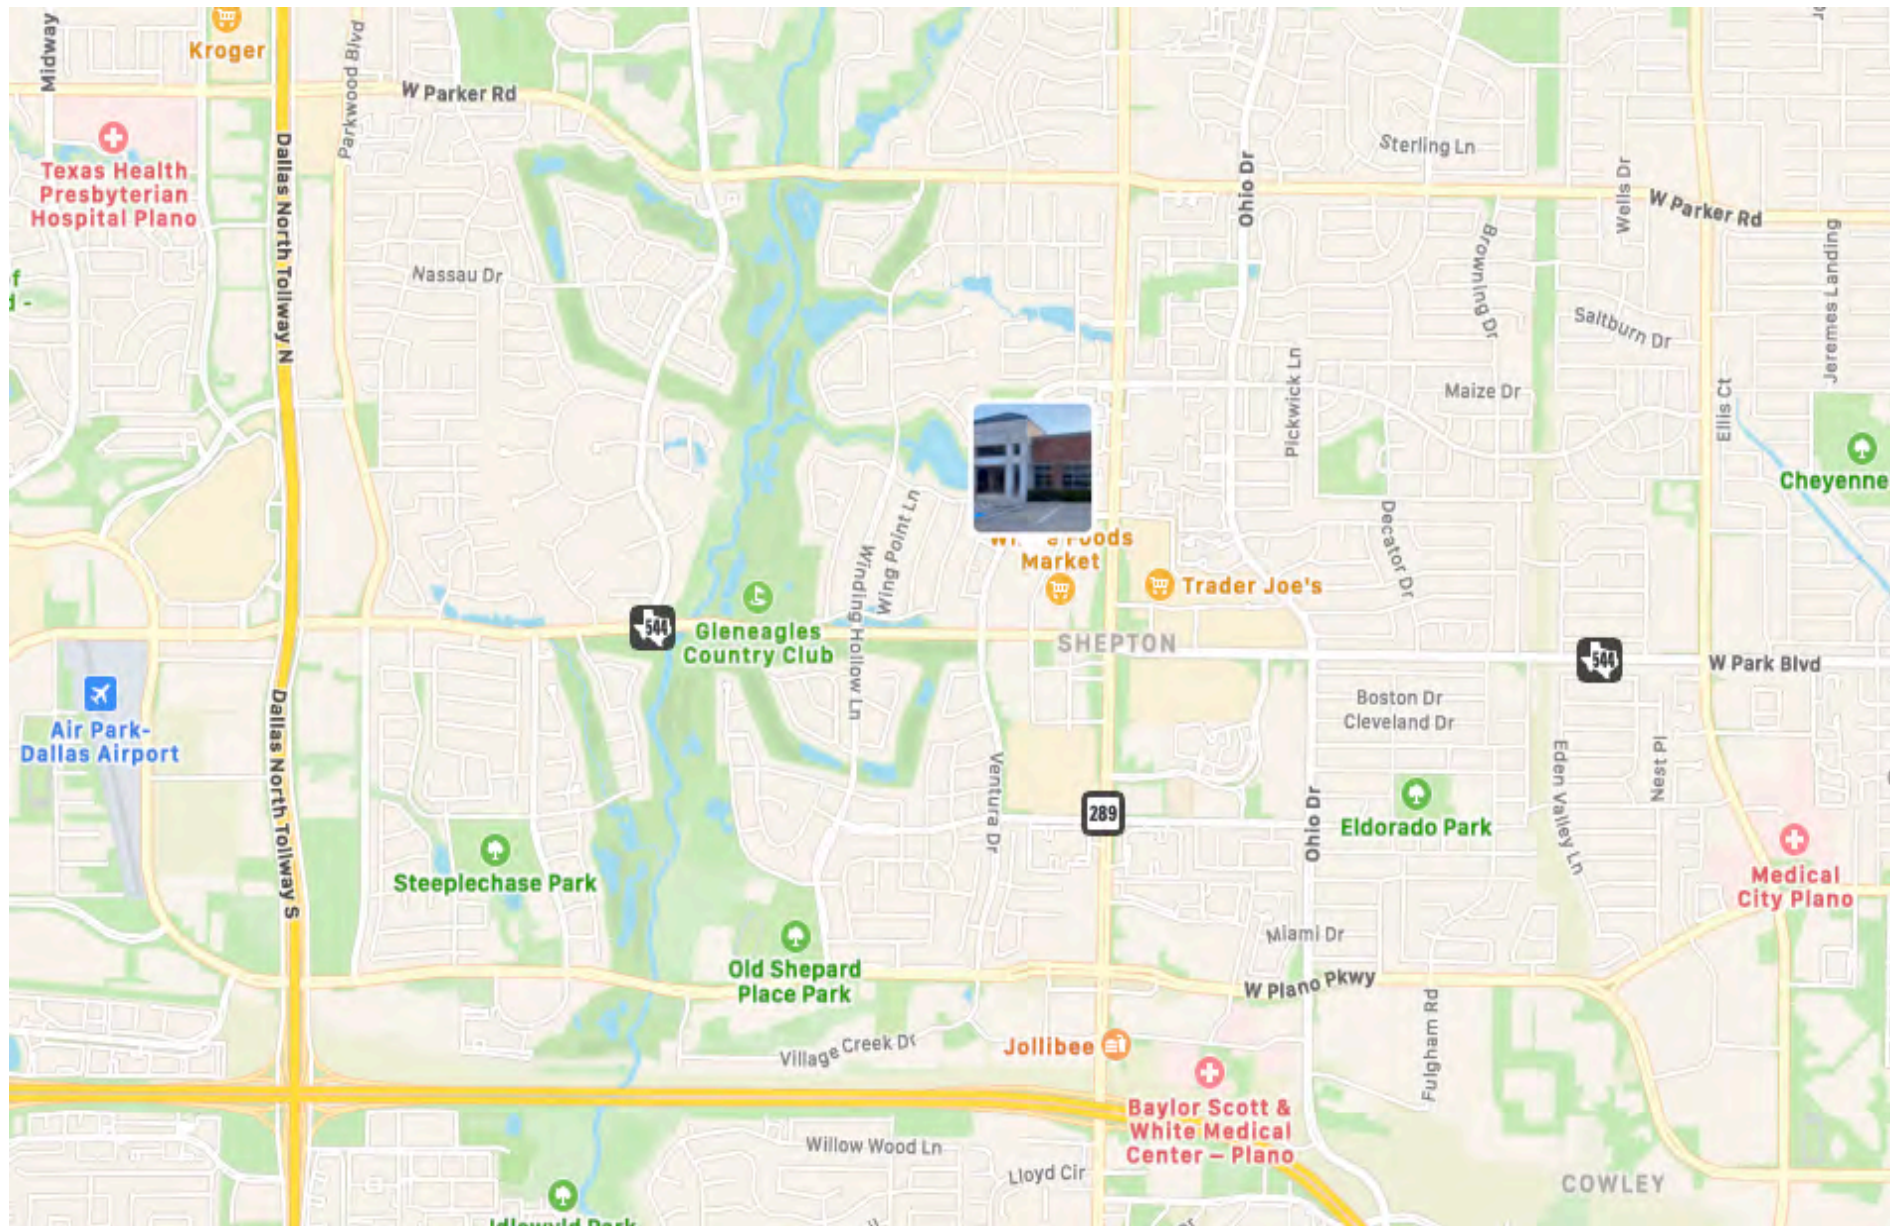 Midway
Kroger
Parkwood Blvd
W Parker Rd
Dallas North Tollway N
Texas Health
Presbyterian
Hospital Plano
Nassau Dr
Ohio Dr
Sterling Ln
Wells Dr
W Parker Rd
Browning Dr
Jeremes Landing
Saltburn Dr
Pickwick Ln
Maize Dr
Ellis Ct
Cheyenne
Decator Dr
Wing Point Ln
Winding Hollow Ln
Foods
Market
Trader Joe's
544
Gleneagles
Country Club
SHEPTON
544
W Park Blvd
Air Park-
Dallas Airport
Dallas North Tollway S
Boston Dr
Cleveland Dr
Ventura Dr
Eden Valley Ln
Nest Pl
289
Ohio Dr
Eldorado Park
Steeplechase Park
Medical
City Plano
Old Shepard
Place Park
Miami Dr
W Plano Pkwy
Fulgham Rd
Village Creek Dr
Jollibee
Baylor Scott &
White Medical
Center – Plano
Willow Wood Ln
Lloyd Cir
COWLEY
Idlewyld Park